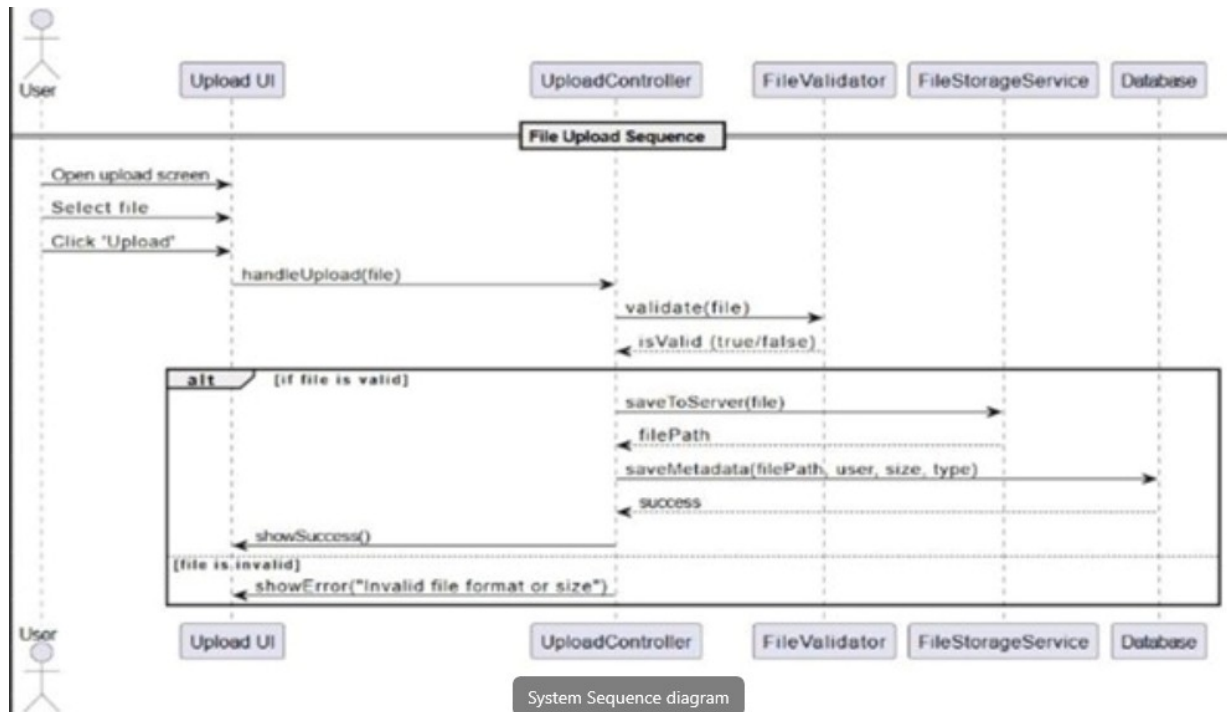 User
Upload UI
UploadController
FileValidator
FileStorageService
Database
File Upload Sequence
Open upload screen
Select file
Click 'Upload'
handleUpload(file)
validate(file)
isValid (true/false)
alt
[if file is valid]
saveToServer(file)
filePath
saveMetadata(filePath, user, size, type)
success
showSuccess()
[file is invalid]
showError("Invalid file format or size")
User
Upload UI
UploadController
FileValidator
FileStorageService
Database
System Sequence diagram